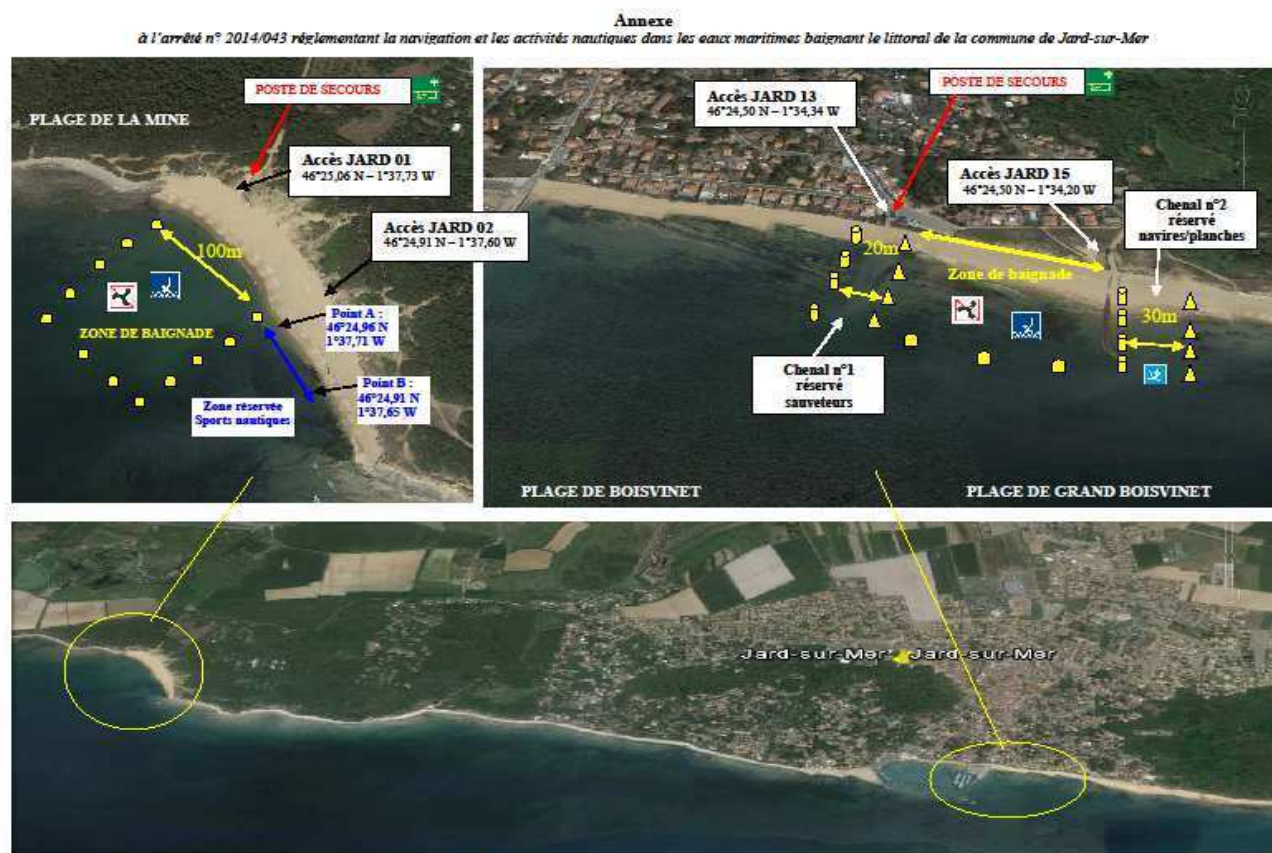 Annexe
à l'arrêté n° 2014/043 réglementant la navigation et les activités nautiques dans les eaux maritimes baignant le littoral de la commune de Jard-sur-Mer
POSTE DE SECOURS
PLAGE DE LA MINE
Accès JARD 01
46°25,06 N – 1°37,73 W
Accès JARD 02
46°24,91 N – 1°37,60 W
100m
ZONE DE BAIGNADE
Point A :
46°24,96 N
1°37,71 W
Point B :
46°24,91 N
1°37,65 W
Zone réservée
Sports nautiques
POSTE DE SECOURS
Accès JARD 13
46°24,50 N – 1°34,34 W
Accès JARD 15
46°24,50 N – 1°34,20 W
Chenal n°2
réservé
navires/planches
20m
Zone de baignade
30m
Chenal n°1
réservé
sauveteurs
PLAGE DE BOISVINET
PLAGE DE GRAND BOISVINET
Jard-sur-Mer
Jard-sur-Mer